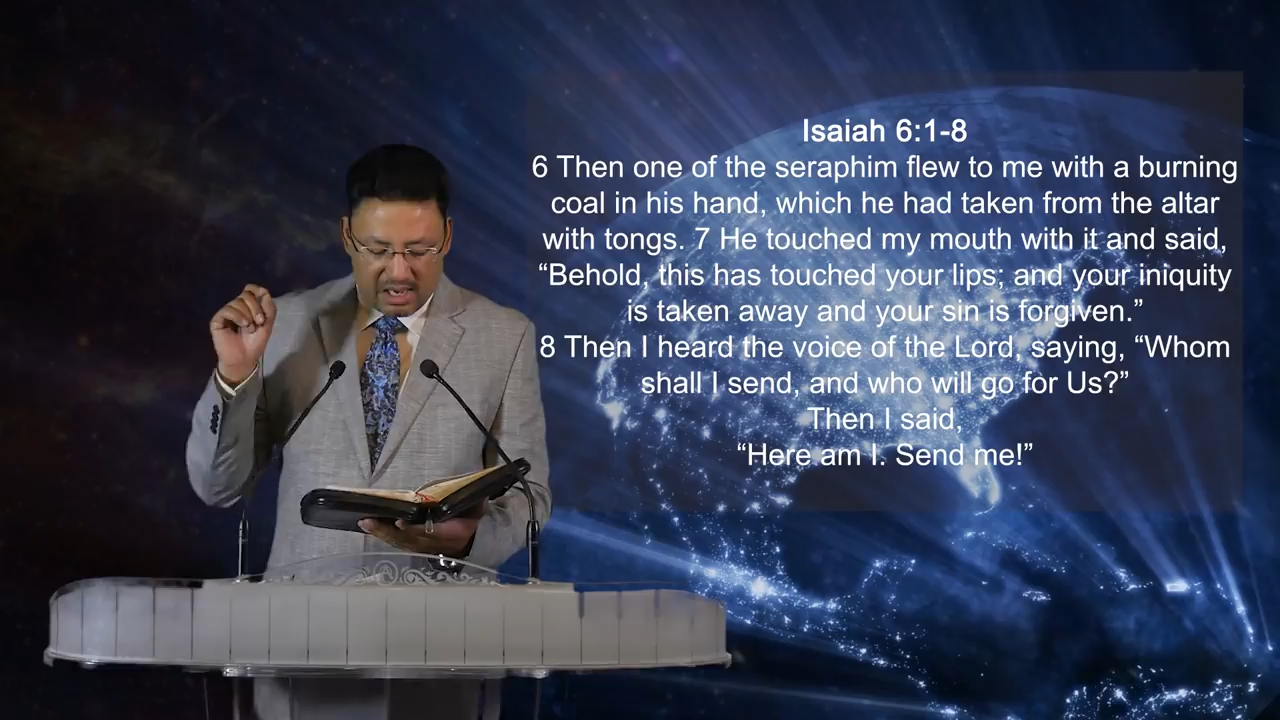 Isaiah 6:1-8
6 Then one of the seraphim flew to me with a burning
coal in his hand, which he had taken from the altar
with tongs. 7 He touched my mouth with it and said,
“Behold, this has touched your lips; and your iniquity
is taken away and your sin is forgiven.”
8 Then I heard the voice of the Lord, saying, “Whom
shall I send, and who will go for Us?”
Then I said,
“Here am I. Send me!”